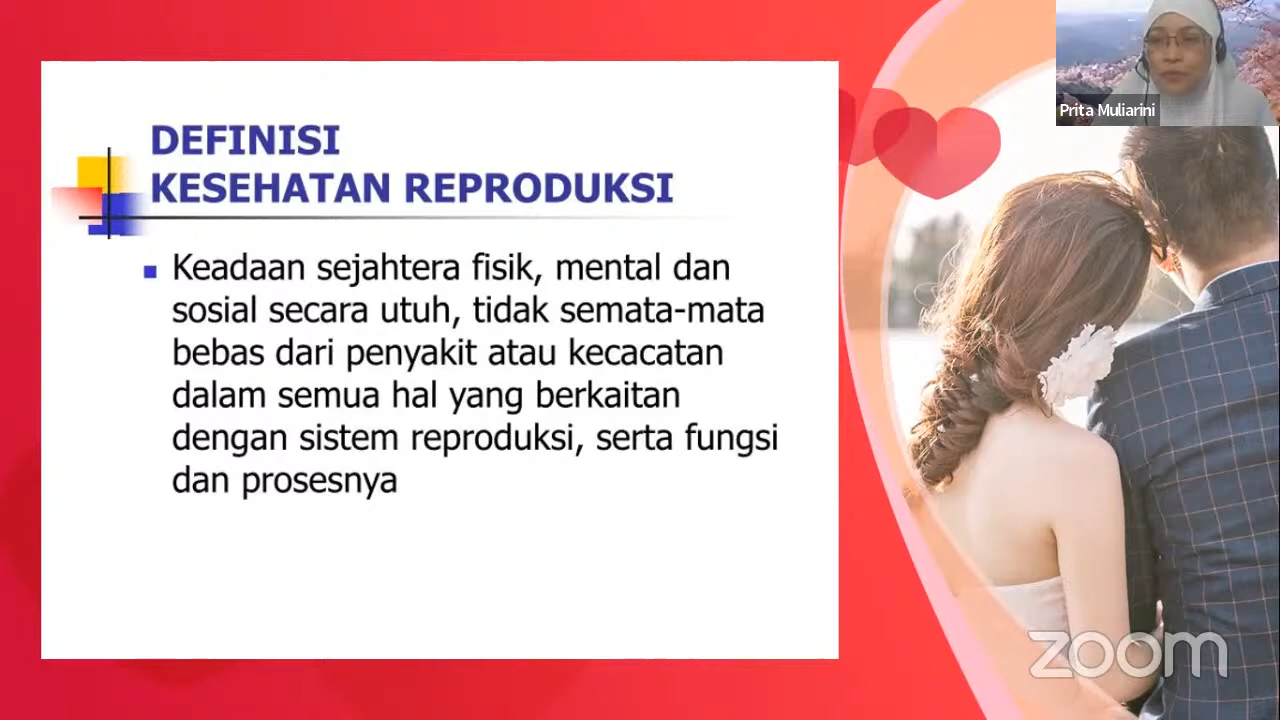 Prita Muliarini
DEFINISI
KESEHATAN REPRODUKSI
Keadaan sejahtera fisik, mental dan
sosial secara utuh, tidak semata-mata
bebas dari penyakit atau kecacatan
dalam semua hal yang berkaitan
dengan sistem reproduksi, serta fungsi
dan prosesnya
zoom